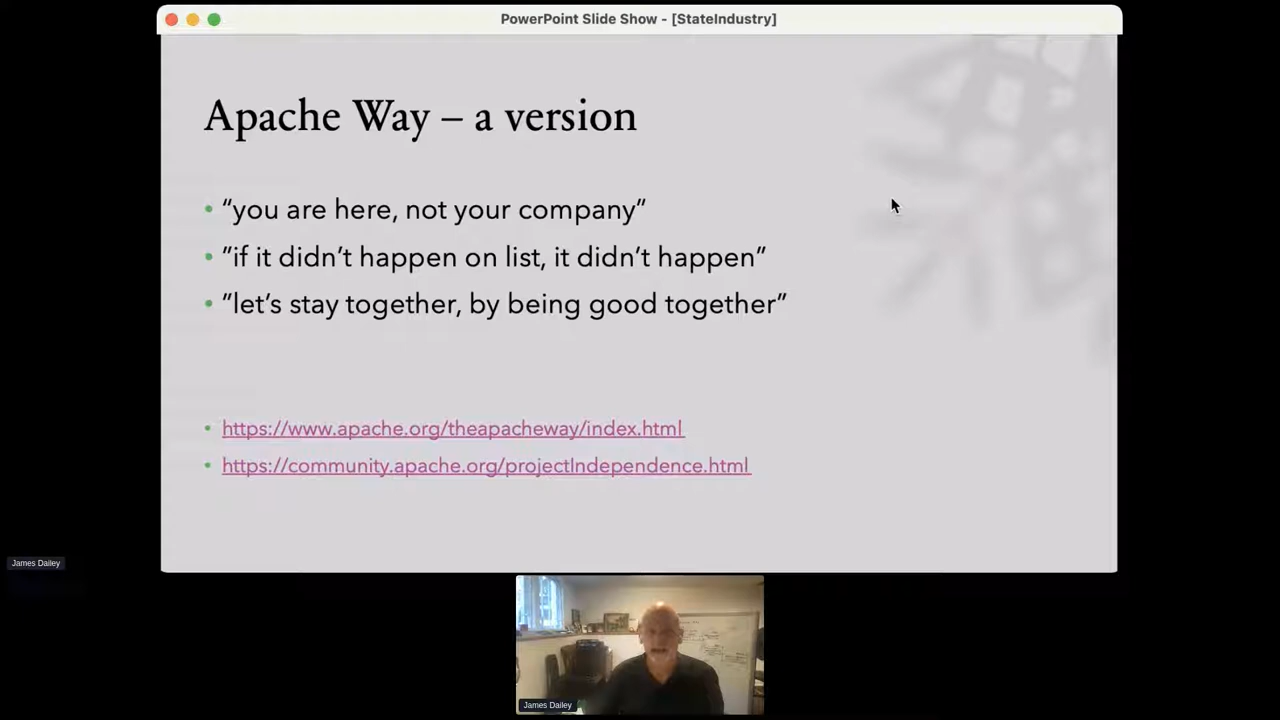 PowerPoint Slide Show - [StateIndustry]
Apache Way – a version
• “you are here, not your company“
• ”if it didn’t happen on list, it didn’t happen”
• ”let’s stay together, by being good together”
• https://www.apache.org/theapacheway/index.html
• https://community.apache.org/projectIndependence.html
James Dailey
James Dailey